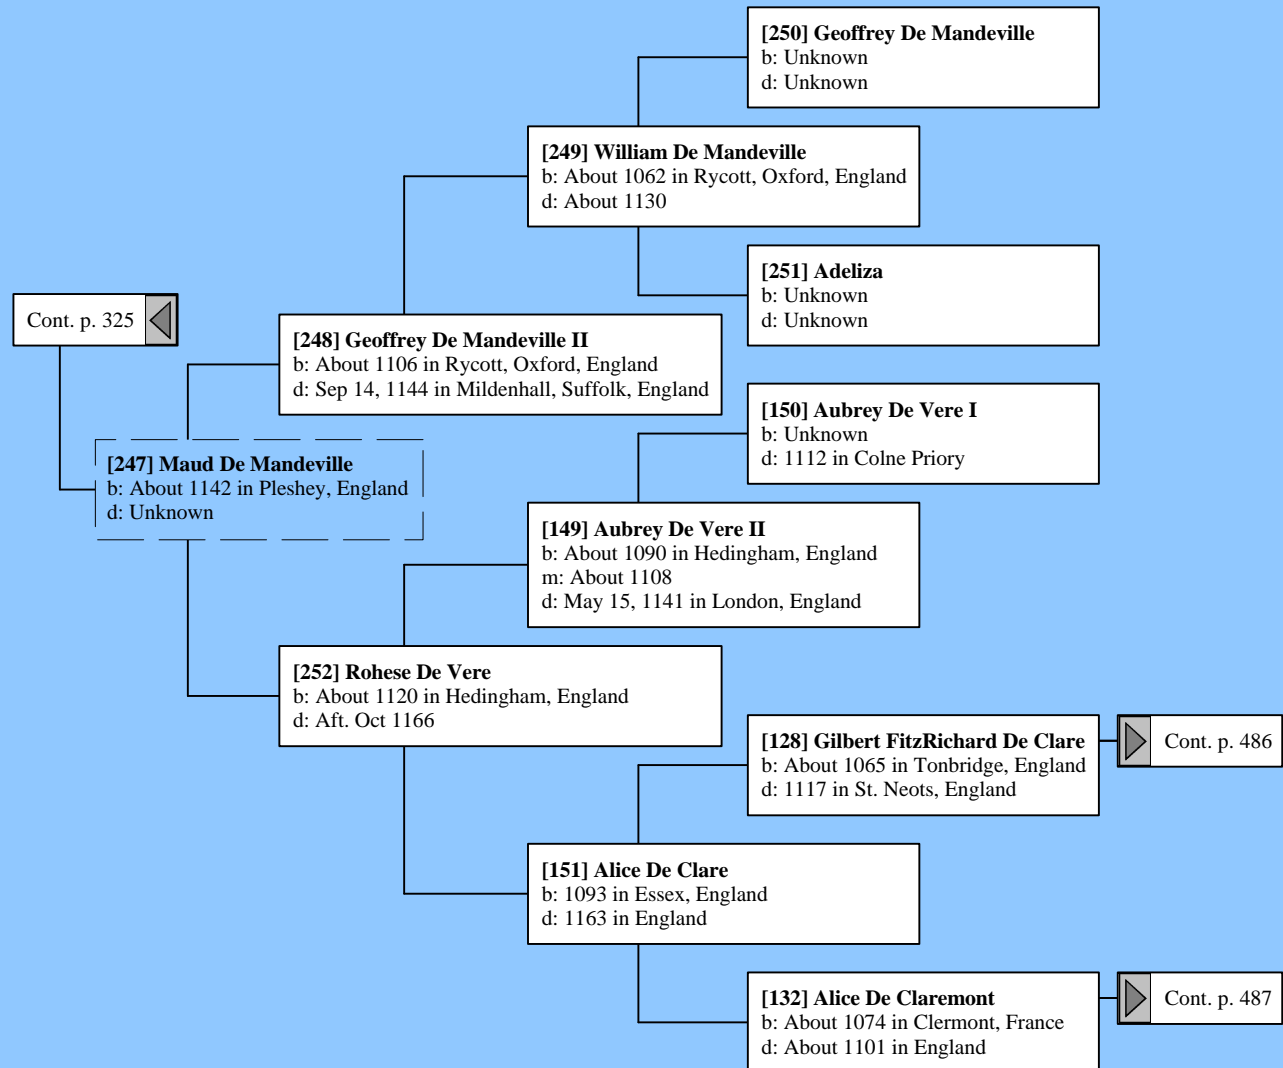 [250] Geoffrey De Mandeville
b: Unknown
d: Unknown
[249] William De Mandeville
b: About 1062 in Rycott, Oxford, England
d: About 1130
[251] Adeliza
b: Unknown
d: Unknown
Cont. p. 325
[248] Geoffrey De Mandeville II
b: About 1106 in Rycott, Oxford, England
d: Sep 14, 1144 in Mildenhall, Suffolk, England
[150] Aubrey De Vere I
b: Unknown
d: 1112 in Colne Priory
[247] Maud De Mandeville
b: About 1142 in Pleshey, England
d: Unknown
[149] Aubrey De Vere II
b: About 1090 in Hedingham, England
m: About 1108
d: May 15, 1141 in London, England
[252] Rohese De Vere
b: About 1120 in Hedingham, England
d: Aft. Oct 1166
[128] Gilbert FitzRichard De Clare
b: About 1065 in Tonbridge, England
d: 1117 in St. Neots, England
Cont. p. 486
[151] Alice De Clare
b: 1093 in Essex, England
d: 1163 in England
[132] Alice De Claremont
b: About 1074 in Clermont, France
d: About 1101 in England
Cont. p. 487